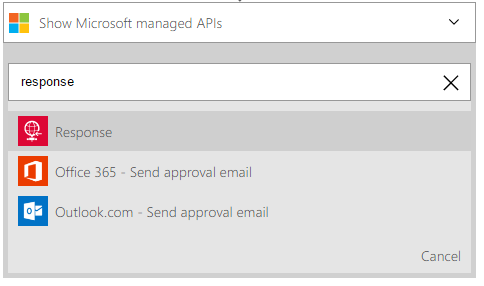 Show Microsoft managed APIs
response
Response
Office 365 - Send approval email
Outlook.com - Send approval email
Cancel